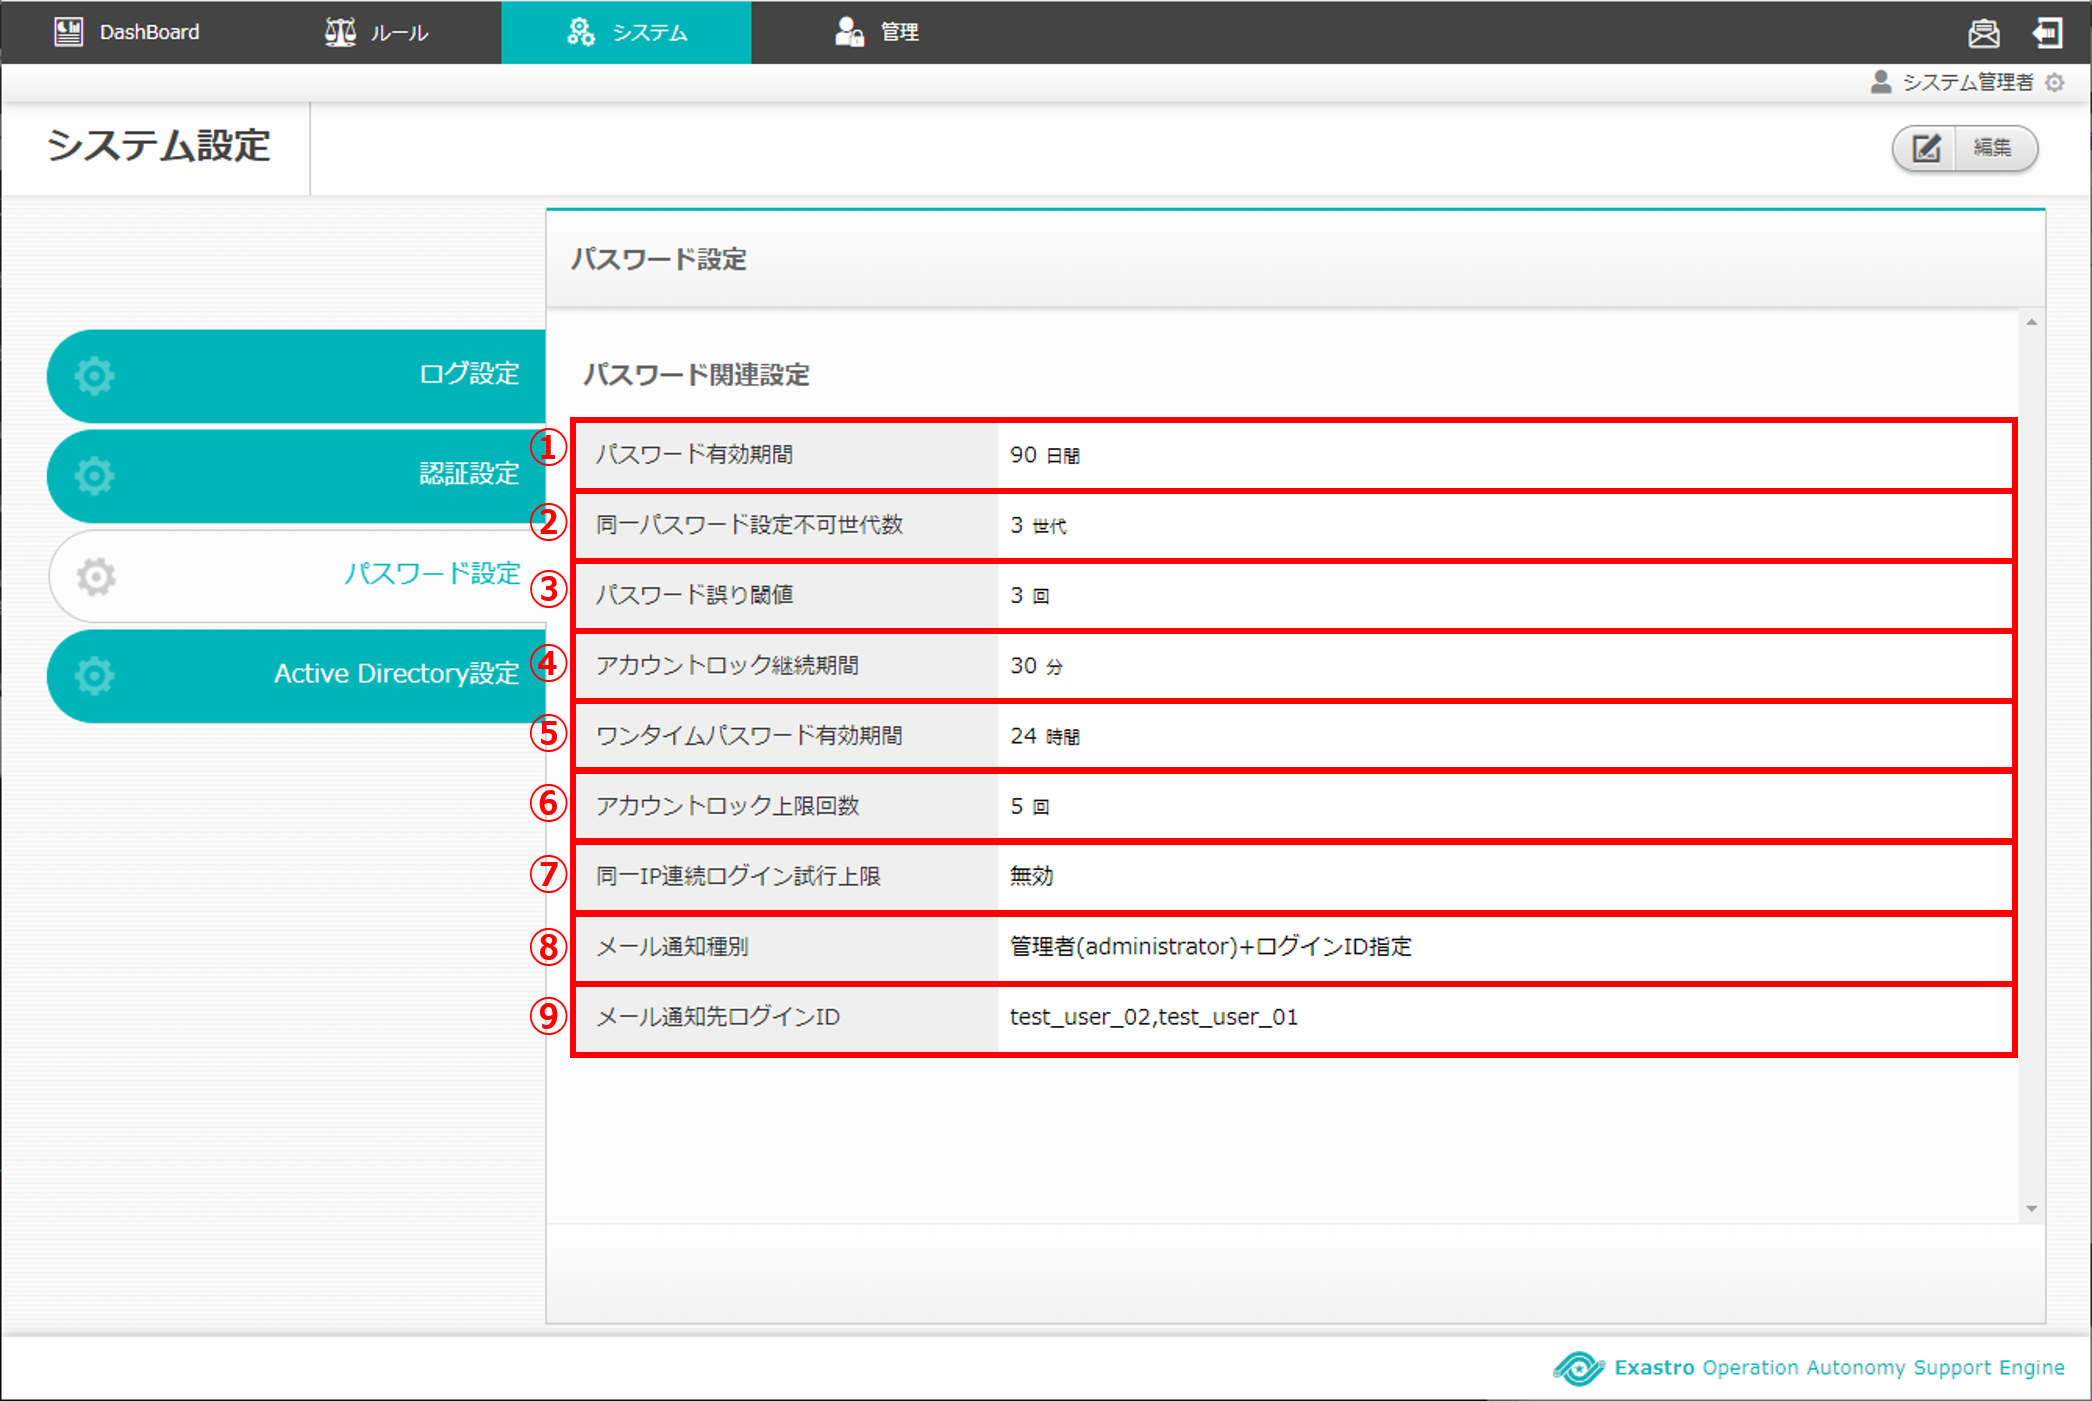 DashBoard ルール システム 管理
システム管理者
システム設定 編集
パスワード設定
パスワード関連設定
ログ設定
認証設定
パスワード設定
Active Directory設定
① パスワード有効期間 90 日間
② 同一パスワード設定不可世代数 3 世代
③ パスワード誤り閾値 3 回
④ アカウントロック継続期間 30 分
⑤ ワンタイムパスワード有効期間 24 時間
⑥ アカウントロック上限回数 5 回
⑦ 同一IP連続ログイン試行上限 無効
⑧ メール通知種別 管理者(administrator)+ログインID指定
⑨ メール通知先ログインID test_user_02,test_user_01
Exastro Operation Autonomy Support Engine